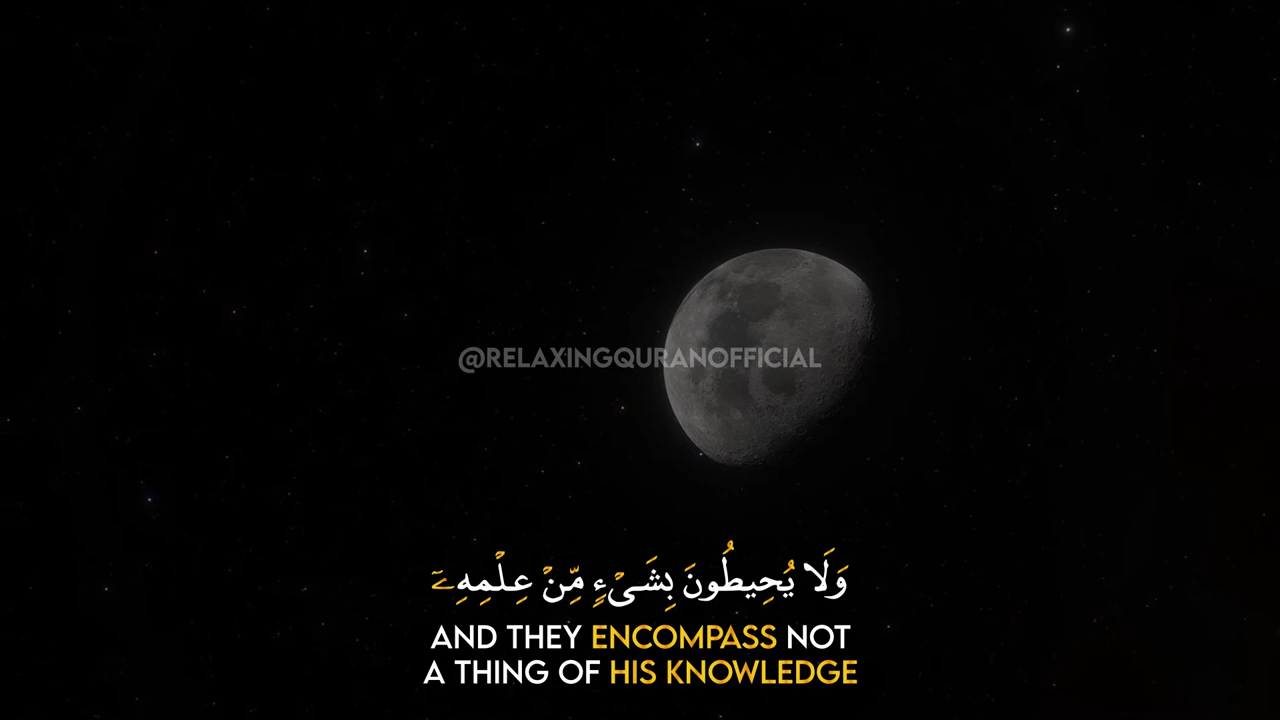 @RELAXINGQURANOFFICIAL
وَلَا يُحِيطُونَ بِشَىْءٍ مِّنْ عِلْمِهِۦٓ
AND THEY ENCOMPASS NOT
A THING OF HIS KNOWLEDGE